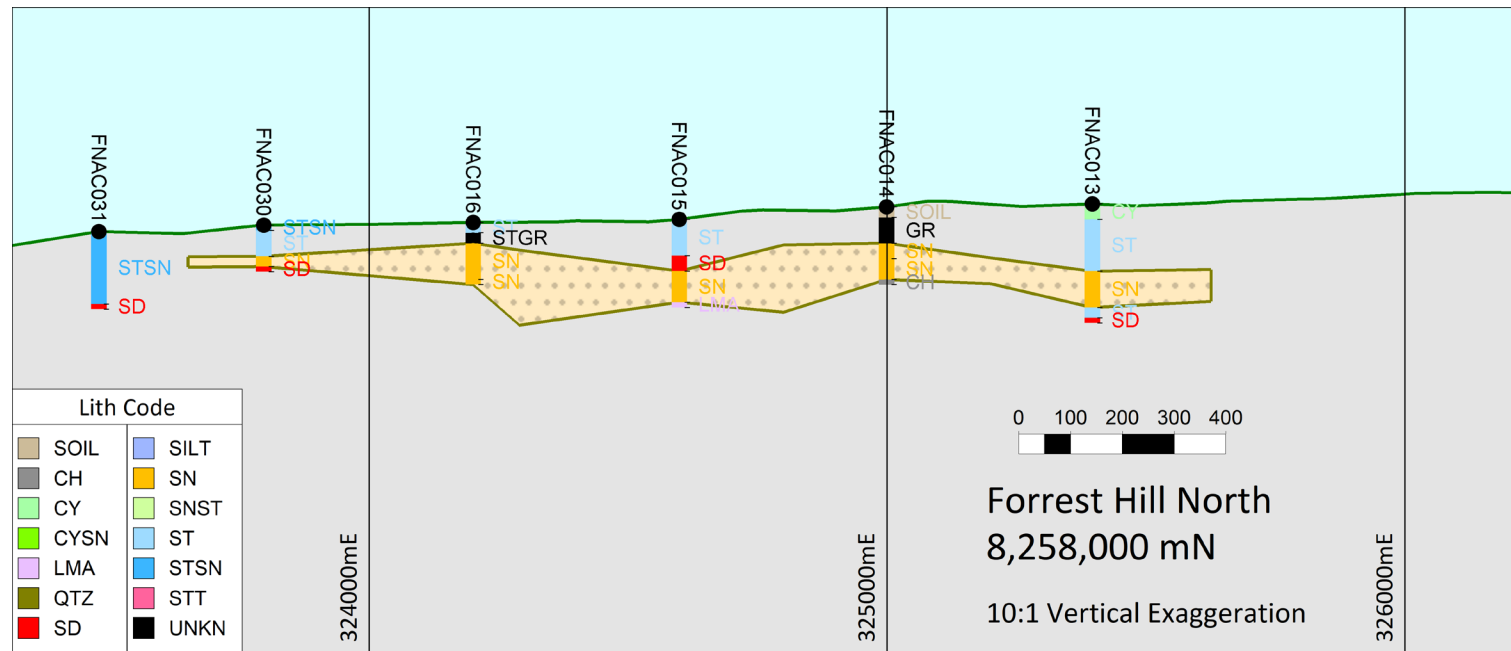 FNAC031
FNAC030
FNAC016
FNAC015
FNAC014
FNAC013
STSN
SD
STSN
ST
SN
SD
ST
STGR
SN
SN
ST
SD
SN
LMA
SOIL
GR
SN
SN
CH
CY
ST
SN
ST
SD
Lith Code
SOIL
CH
CY
CYSN
LMA
QTZ
SD
SILT
SN
SNST
ST
STSN
STT
UNKN
324000mE
325000mE
326000mE
0 100 200 300 400
Forrest Hill North
8,258,000 mN
10:1 Vertical Exaggeration